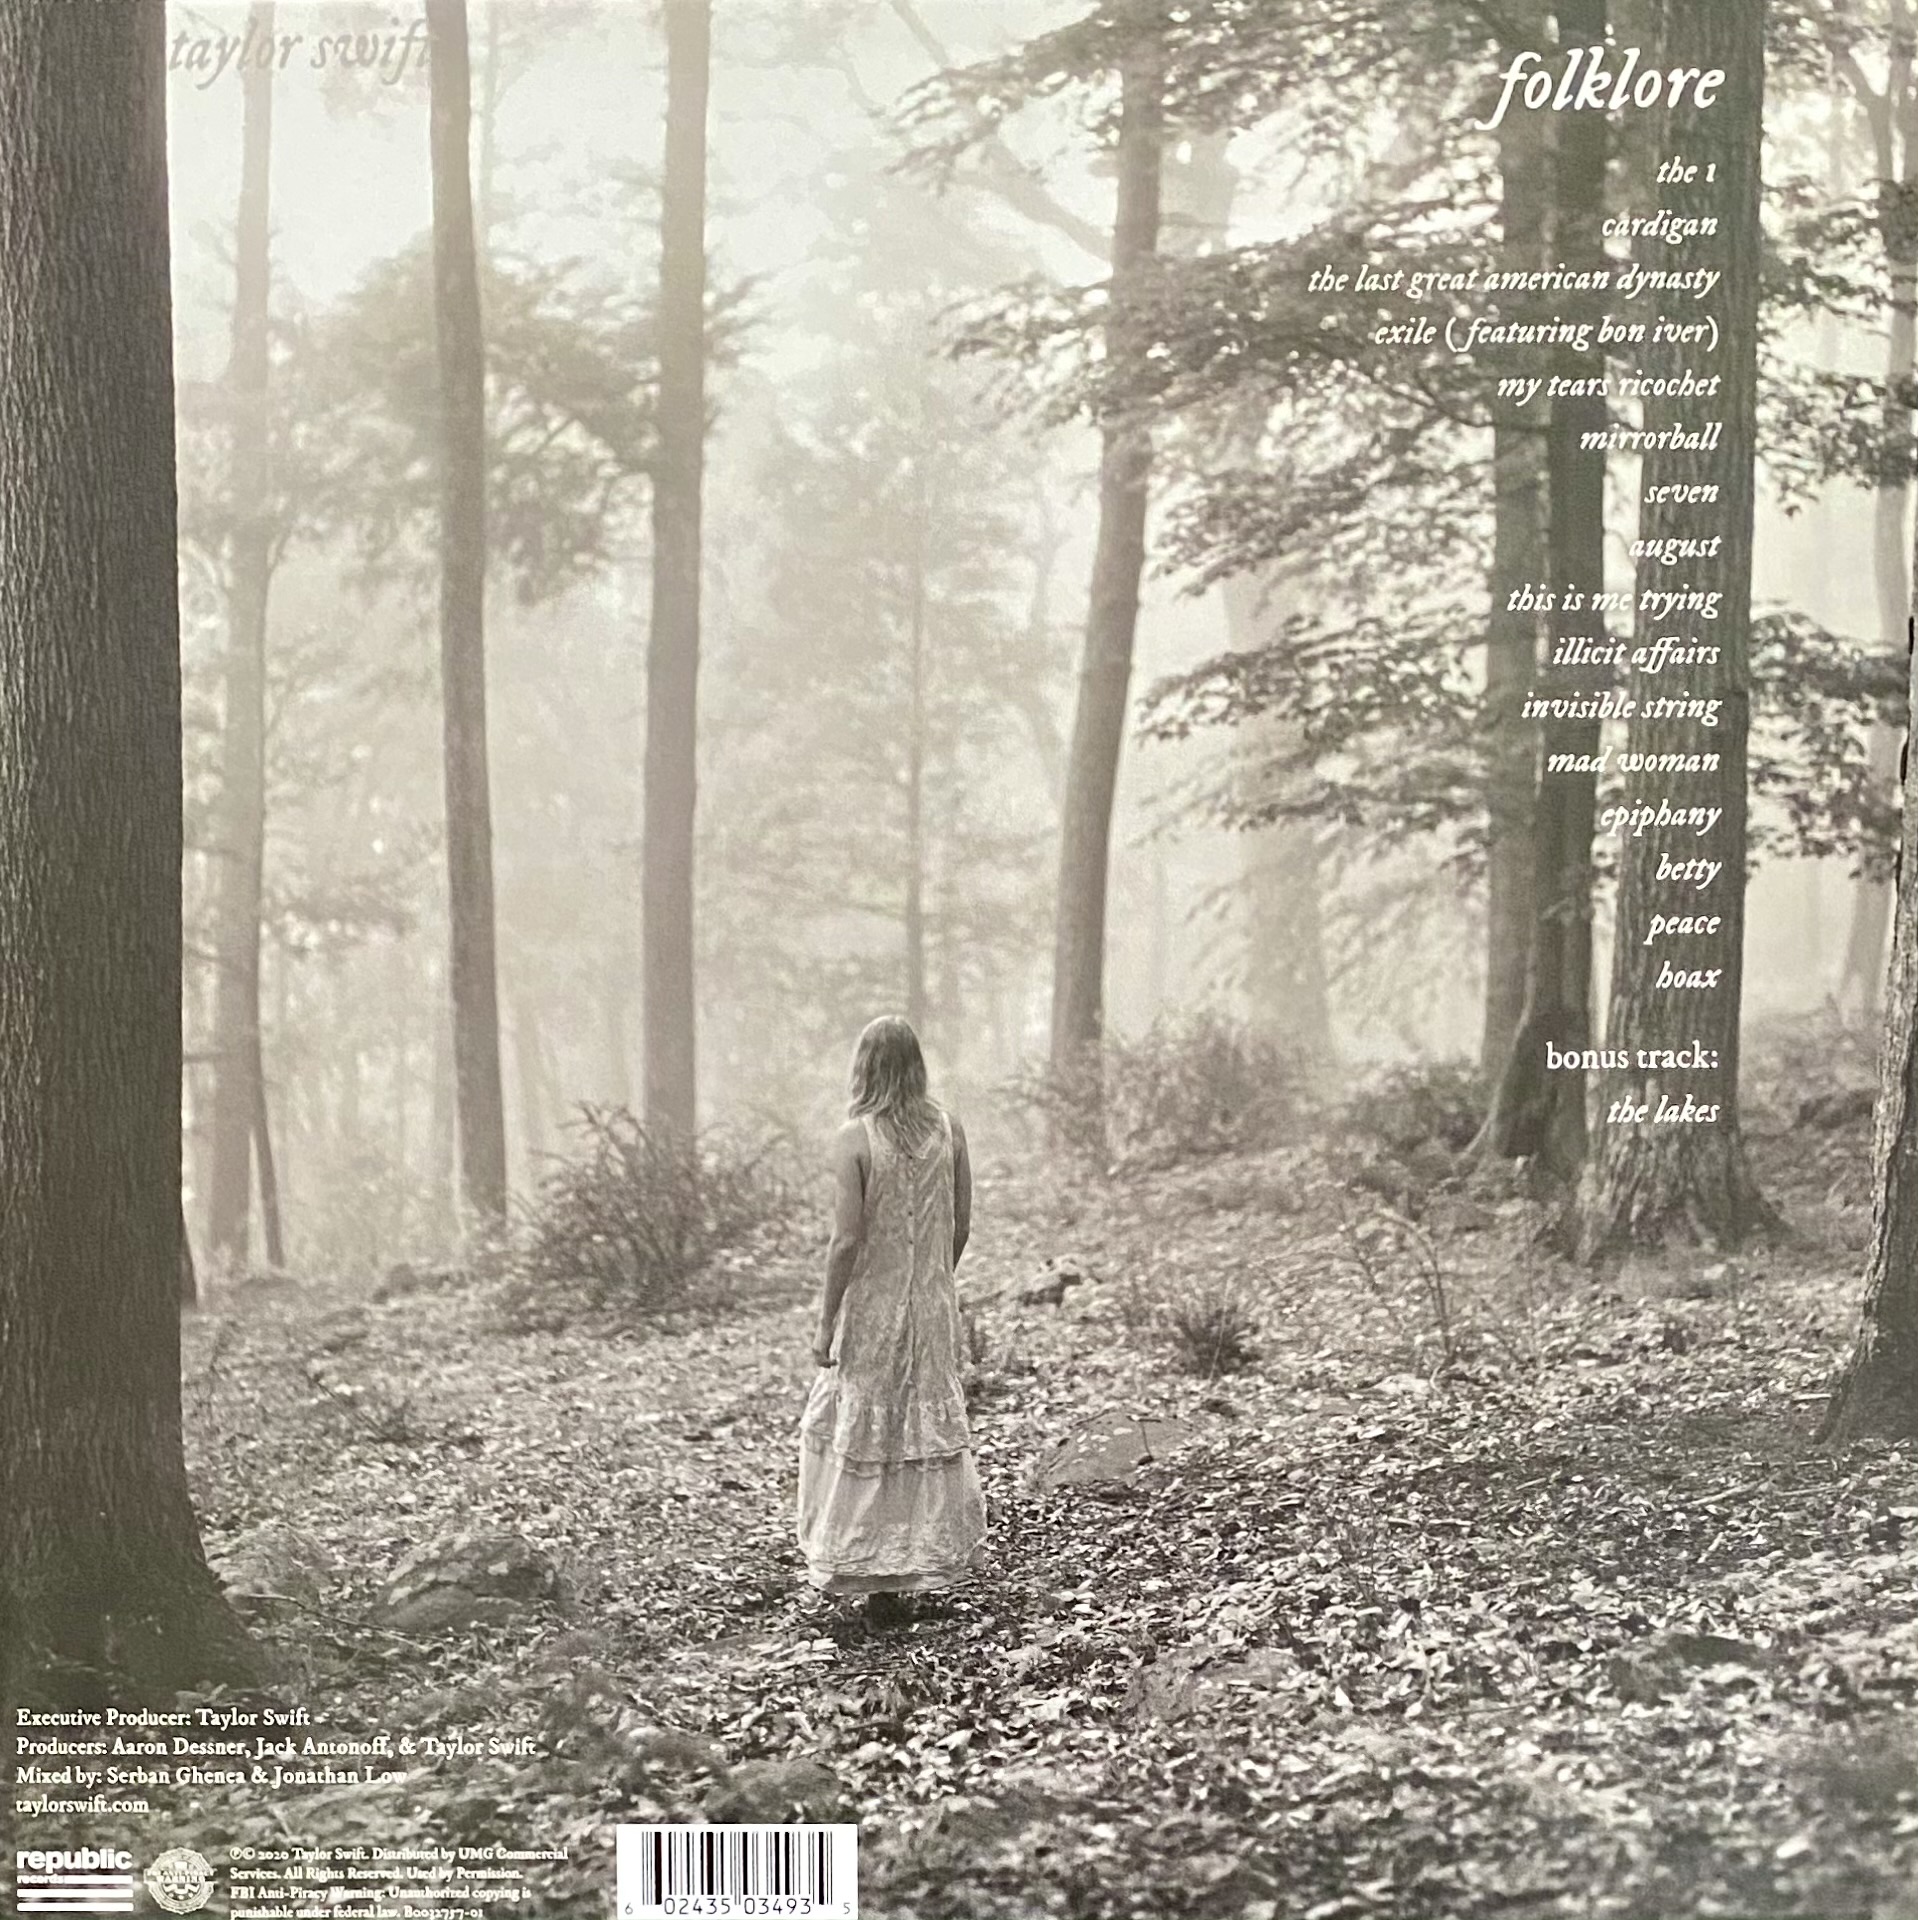 taylor swift
folklore
the 1
cardigan
the last great american dynasty
exile (featuring bon iver)
my tears ricochet
mirrorball
seven
august
this is me trying
illicit affairs
invisible string
mad woman
epiphany
betty
peace
hoax
bonus track:
the lakes
Executive Producer: Taylor Swift
Producers: Aaron Dessner, Jack Antonoff, & Taylor Swift
Mixed by: Serban Ghenea & Jonathan Low
taylorswift.com
republic
records
℗© 2020 Taylor Swift. Distributed by UMG Commercial
Services. All Rights Reserved. Used by Permission.
FBI Anti-Piracy Warning: Unauthorized copying is
punishable under federal law. B0032757-01
6 02435 03493 5